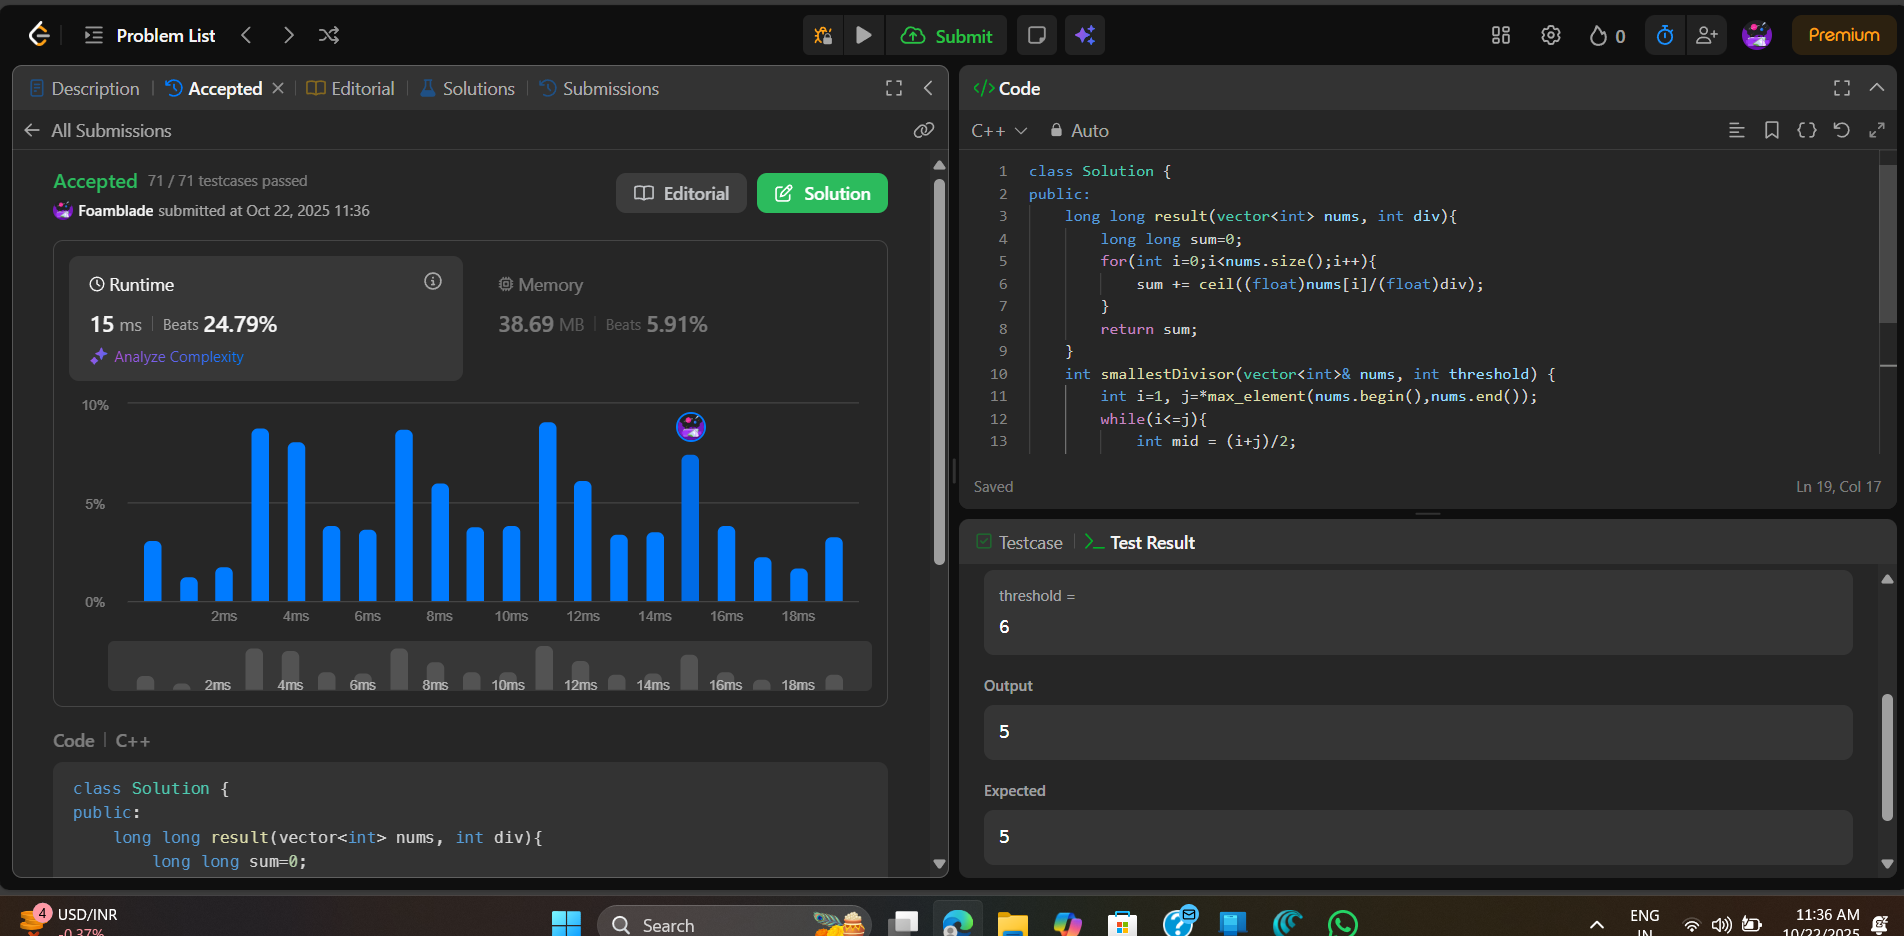 Problem List
Submit
0
Premium
Description
Accepted
Editorial
Solutions
Submissions
All Submissions
Accepted 71 / 71 testcases passed
Foamblade submitted at Oct 22, 2025 11:36
Editorial
Solution
Runtime
15 ms Beats 24.79%
Analyze Complexity
Memory
38.69 MB Beats 5.91%
10%
5%
0%
2ms 4ms 6ms 8ms 10ms 12ms 14ms 16ms 18ms
2ms 4ms 6ms 8ms 10ms 12ms 14ms 16ms 18ms
Code C++
class Solution {
public:
long long result(vector<int> nums, int div){
long long sum=0;
</> Code
C++ Auto
1 class Solution {
2 public:
3 long long result(vector<int> nums, int div){
4 long long sum=0;
5 for(int i=0;i<nums.size();i++){
6 sum += ceil((float)nums[i]/(float)div);
7 }
8 return sum;
9 }
10 int smallestDivisor(vector<int>& nums, int threshold) {
11 int i=1, j=*max_element(nums.begin(),nums.end());
12 while(i<=j){
13 int mid = (i+j)/2;
Saved Ln 19, Col 17
Testcase
Test Result
threshold =
6
Output
5
Expected
5
4
USD/INR
-0.37%
Search
ENG
IN
11:36 AM
10/22/2025